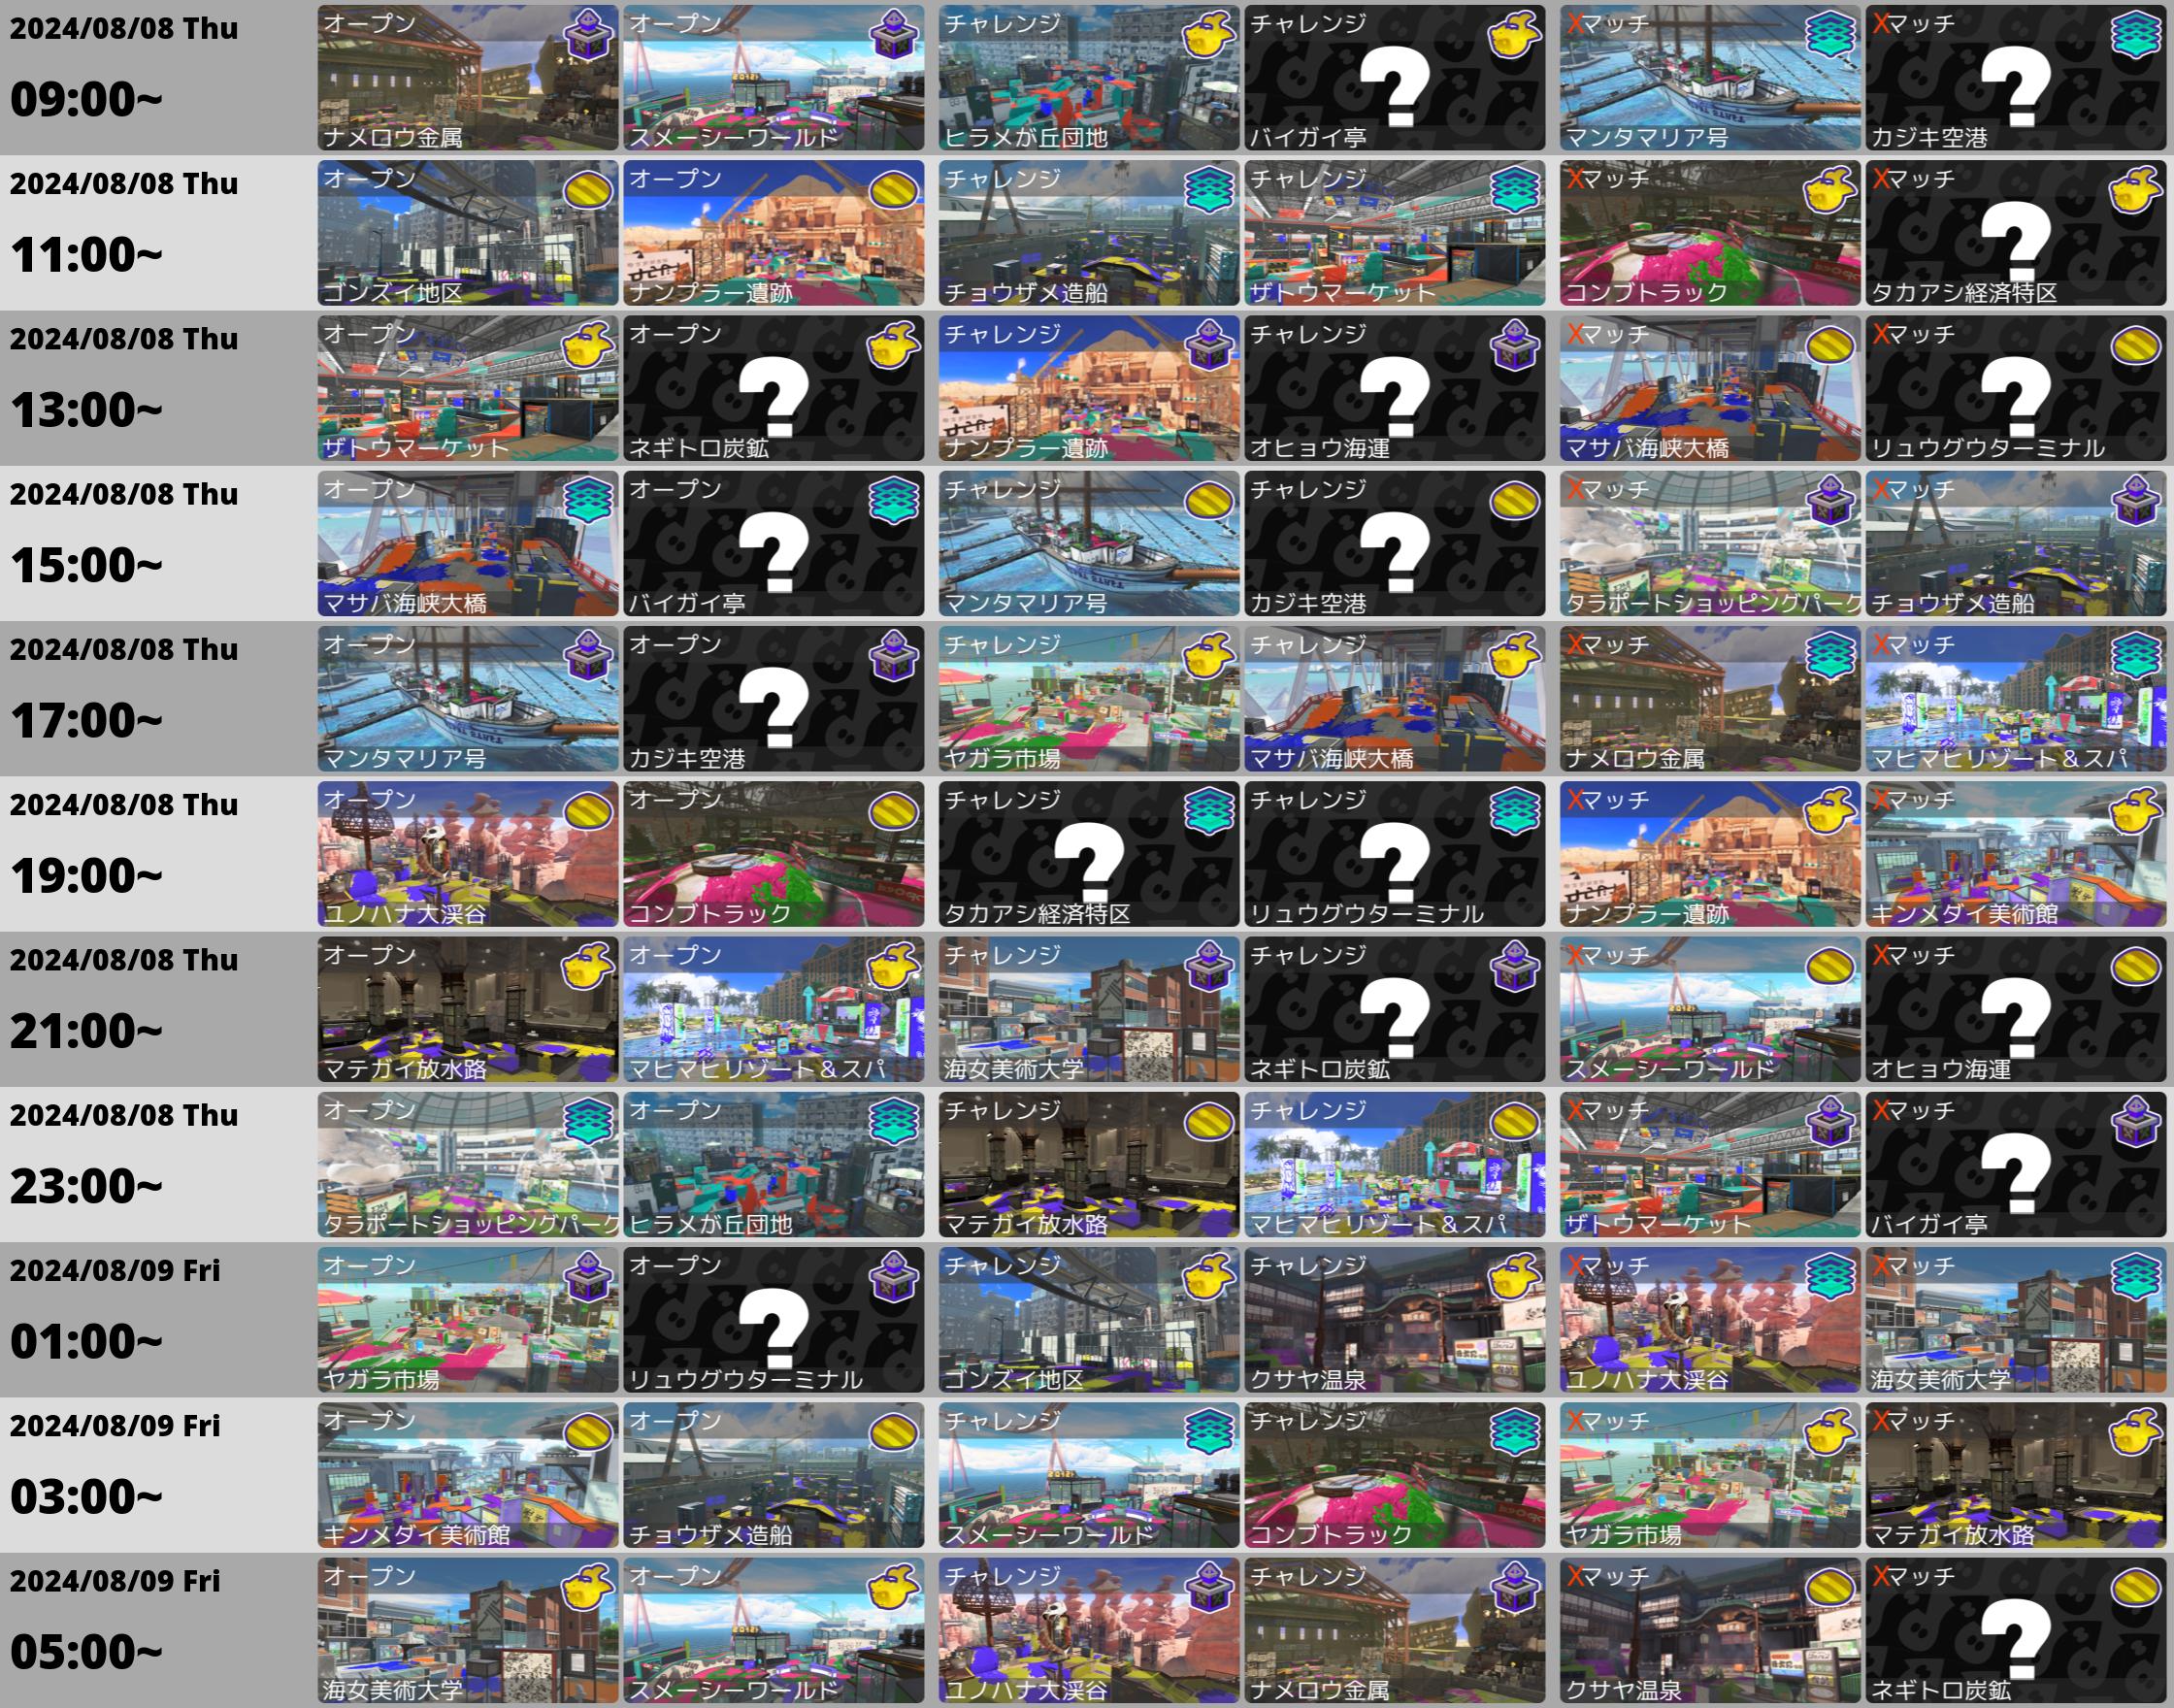 2024/08/08 Thu
09:00~
オープン オープン チャレンジ チャレンジ Xマッチ Xマッチ
ナメロウ金属 スメーシーワールド ヒラメが丘団地 バイガイ亭 マンタマリア号 カジキ空港
2024/08/08 Thu
11:00~
オープン オープン チャレンジ チャレンジ Xマッチ Xマッチ
ゴンズイ地区 ナンプラー遺跡 チョウザメ造船 ザトウマーケット コンブトラック タカアシ経済特区
2024/08/08 Thu
13:00~
オープン オープン チャレンジ チャレンジ Xマッチ Xマッチ
ザトウマーケット ネギトロ炭鉱 ナンプラー遺跡 オヒョウ海運 マサバ海峡大橋 リュウグウターミナル
2024/08/08 Thu
15:00~
オープン オープン チャレンジ チャレンジ Xマッチ Xマッチ
マサバ海峡大橋 バイガイ亭 マンタマリア号 カジキ空港 タラポートショッピングパーク チョウザメ造船
2024/08/08 Thu
17:00~
オープン オープン チャレンジ チャレンジ Xマッチ Xマッチ
マンタマリア号 カジキ空港 ヤガラ市場 マサバ海峡大橋 ナメロウ金属 マヒマヒリゾート＆スパ
2024/08/08 Thu
19:00~
オープン オープン チャレンジ チャレンジ Xマッチ Xマッチ
ユノハナ大渓谷 コンブトラック タカアシ経済特区 リュウグウターミナル ナンプラー遺跡 キンメダイ美術館
2024/08/08 Thu
21:00~
オープン オープン チャレンジ チャレンジ Xマッチ Xマッチ
マテガイ放水路 マヒマヒリゾート＆スパ 海女美術大学 ネギトロ炭鉱 スメーシーワールド オヒョウ海運
2024/08/08 Thu
23:00~
オープン オープン チャレンジ チャレンジ Xマッチ Xマッチ
タラポートショッピングパーク ヒラメが丘団地 マテガイ放水路 マヒマヒリゾート＆スパ ザトウマーケット バイガイ亭
2024/08/09 Fri
01:00~
オープン オープン チャレンジ チャレンジ Xマッチ Xマッチ
ヤガラ市場 リュウグウターミナル ゴンズイ地区 クサヤ温泉 ユノハナ大渓谷 海女美術大学
2024/08/09 Fri
03:00~
オープン オープン チャレンジ チャレンジ Xマッチ Xマッチ
キンメダイ美術館 チョウザメ造船 スメーシーワールド コンブトラック ヤガラ市場 マテガイ放水路
2024/08/09 Fri
05:00~
オープン オープン チャレンジ チャレンジ Xマッチ Xマッチ
海女美術大学 スメーシーワールド ユノハナ大渓谷 ナメロウ金属 クサヤ温泉 ネギトロ炭鉱